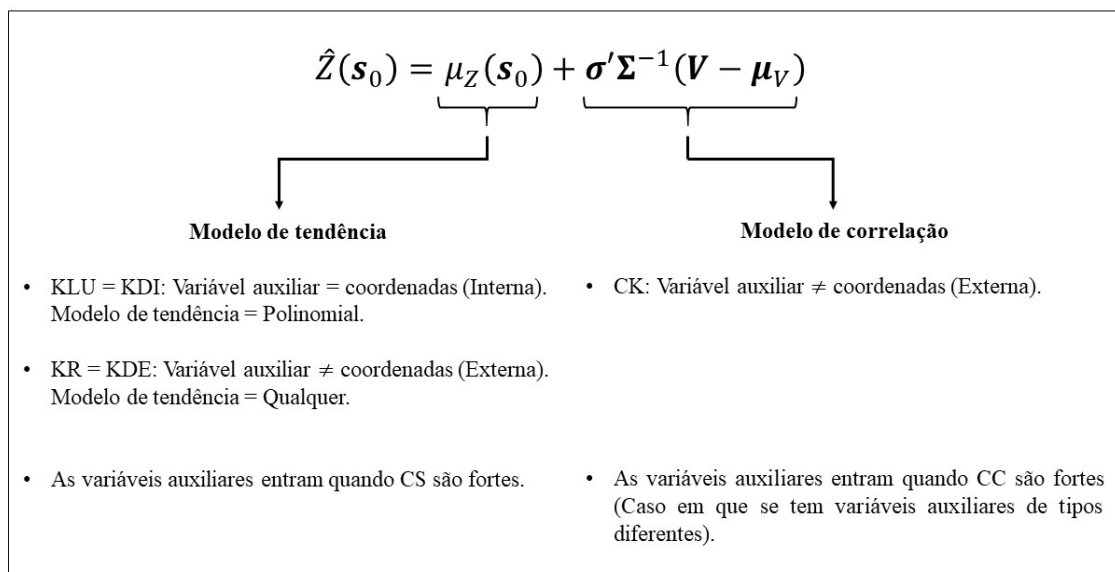 Ẑ(s₀) = μ_Z(s₀) + σ′Σ⁻¹(V − μ_V)
Modelo de tendência
• KLU = KDI: Variável auxiliar = coordenadas (Interna).
Modelo de tendência = Polinomial.
• KR = KDE: Variável auxiliar ≠ coordenadas (Externa).
Modelo de tendência = Qualquer.
• As variáveis auxiliares entram quando CS são fortes.
Modelo de correlação
• CK: Variável auxiliar ≠ coordenadas (Externa).
• As variáveis auxiliares entram quando CC são fortes
(Caso em que se tem variáveis auxiliares de tipos
diferentes).